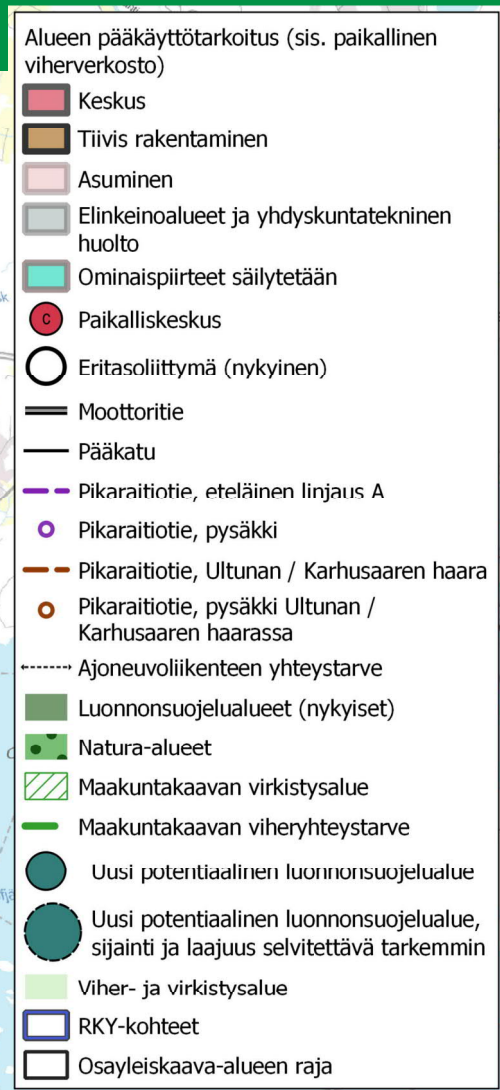 Alueen pääkäyttötarkoitus (sis. paikallinen
viherverkosto)
Keskus
Tiivis rakentaminen
Asuminen
Elinkeinoalueet ja yhdyskuntatekninen
huolto
Ominaispiirteet säilytetään
C
Paikalliskeskus
Eritasoliittymä (nykyinen)
Moottoritie
Pääkatu
Pikaraitiotie, eteläinen linjaus A
Pikaraitiotie, pysäkki
Pikaraitiotie, Ultunan / Karhusaaren haara
Pikaraitiotie, pysäkki Ultunan /
Karhusaaren haarassa
Ajoneuvoliikenteen yhteystarve
Luonnonsuojelualueet (nykyiset)
Natura-alueet
Maakuntakaavan virkistysalue
Maakuntakaavan viheryhteystarve
Uusi potentiaalinen luonnonsuojelualue
Uusi potentiaalinen luonnonsuojelualue,
sijainti ja laajuus selvitettävä tarkemmin
Viher- ja virkistysalue
RKY-kohteet
Osayleiskaava-alueen raja